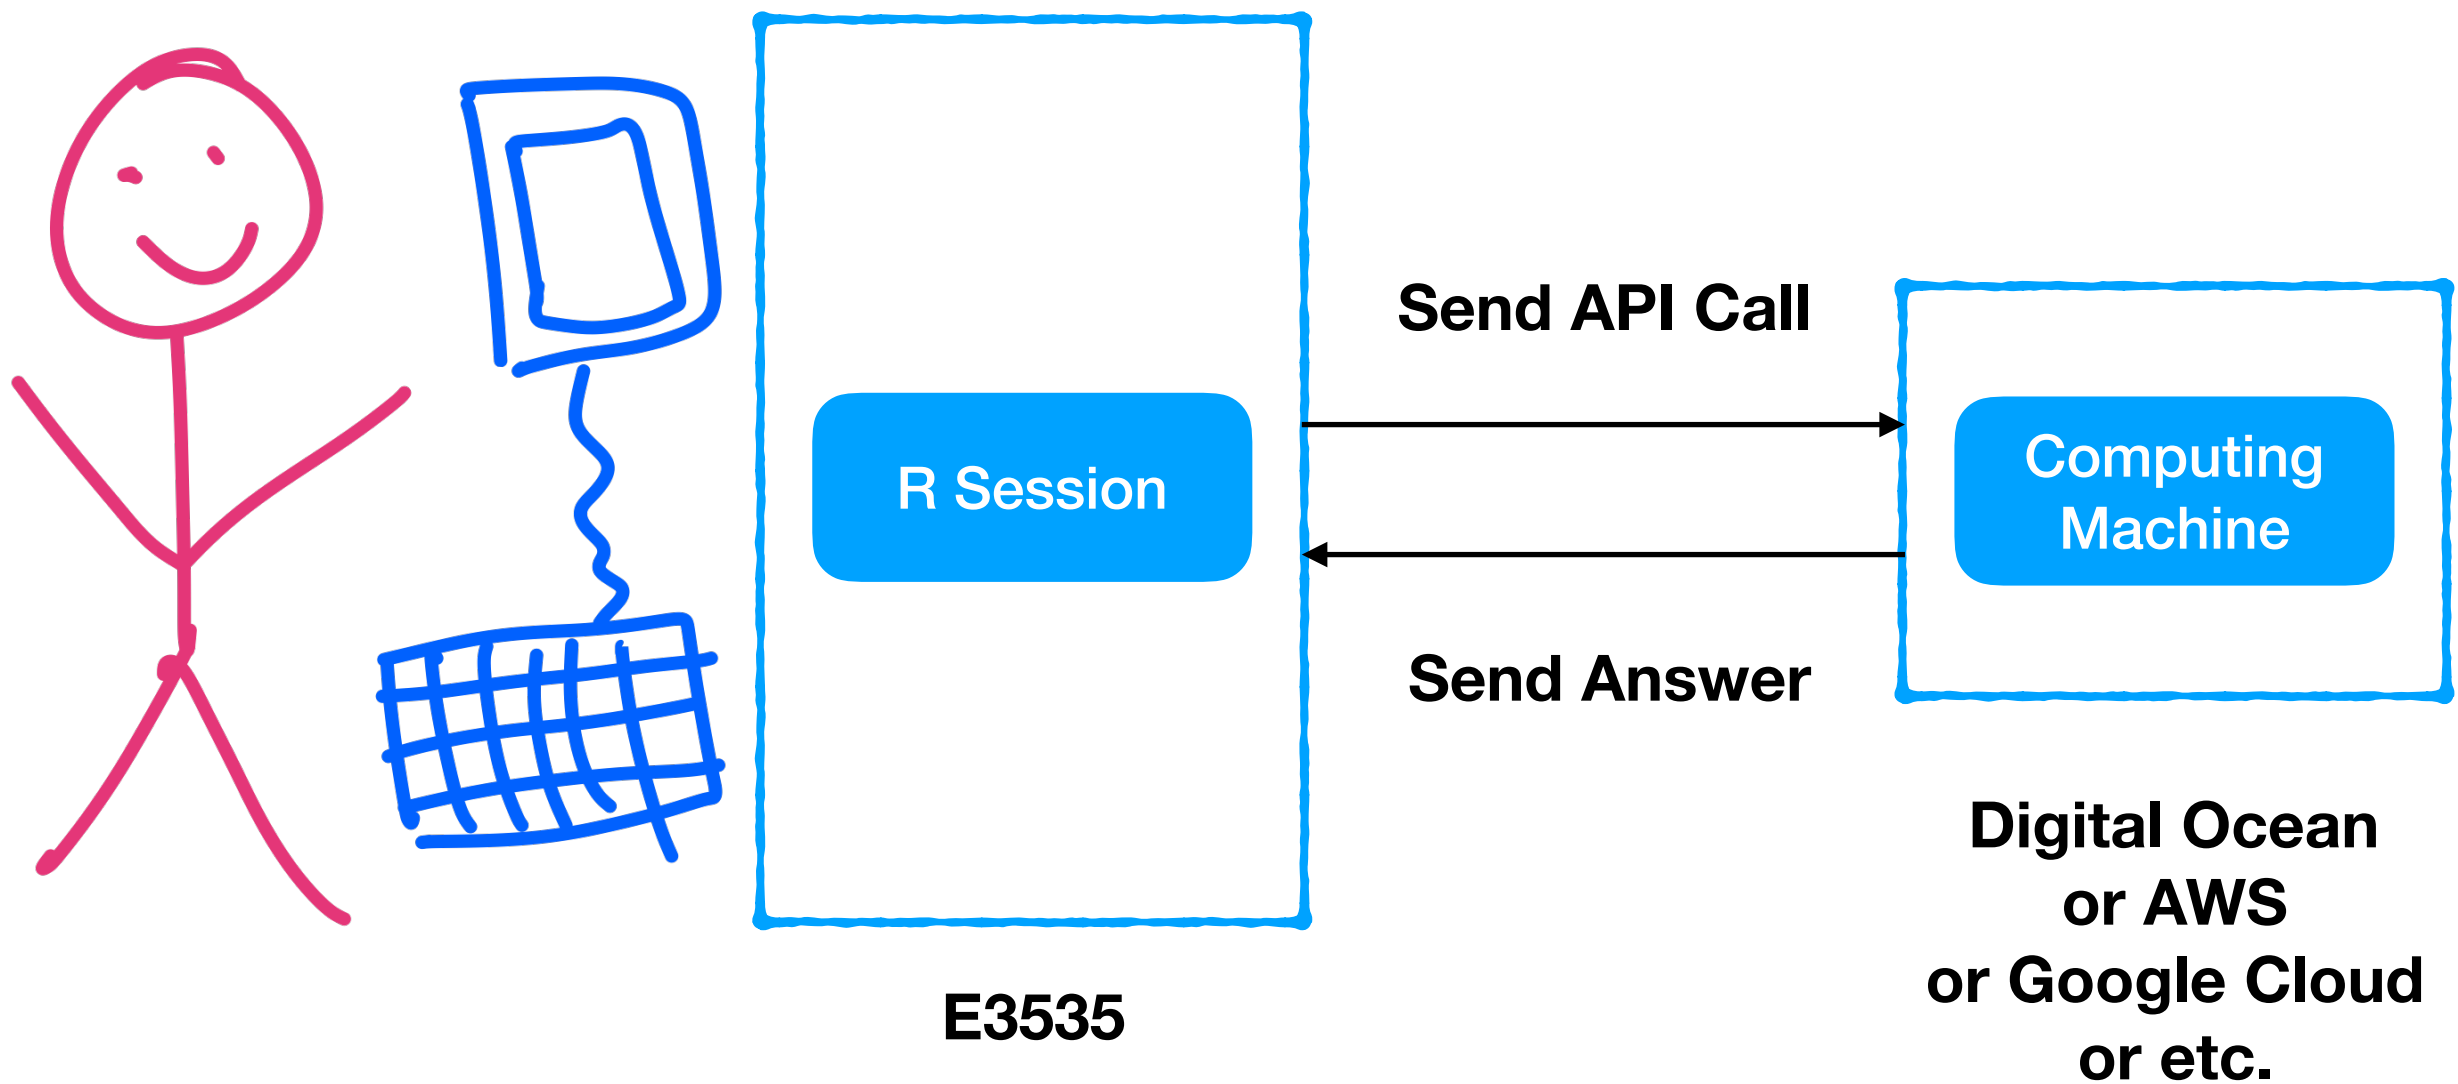 R Session
E3535
Send API Call
Send Answer
Computing
Machine
Digital Ocean
or AWS
or Google Cloud
or etc.